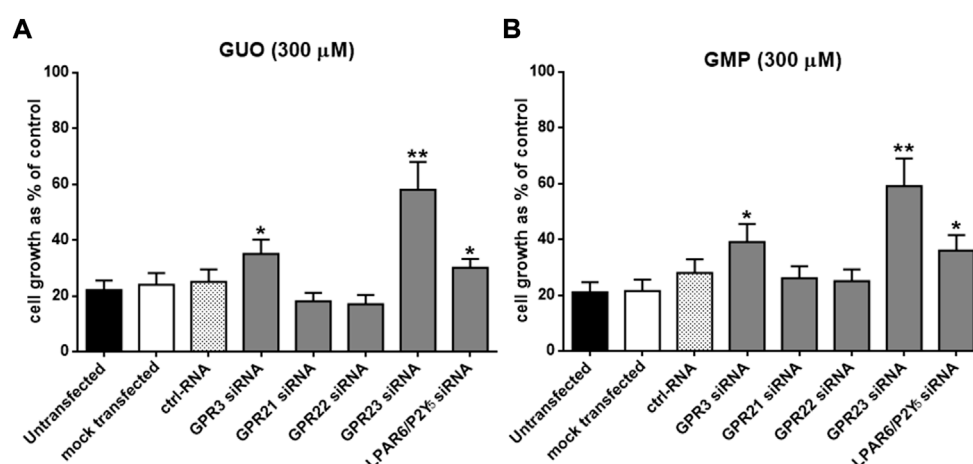 A
GUO (300 μM)
cell growth as % of control
100
80
60
40
20
0
*
**
*
Untransfected
mock transfected
ctrl-RNA
GPR3 siRNA
GPR21 siRNA
GPR22 siRNA
GPR23 siRNA
LPAR6/P2Y5 siRNA
B
GMP (300 μM)
cell growth as % of control
100
80
60
40
20
0
*
**
*
Untransfected
mock transfected
ctrl-RNA
GPR3 siRNA
GPR21 siRNA
GPR22 siRNA
GPR23 siRNA
LPAR6/P2Y5 siRNA